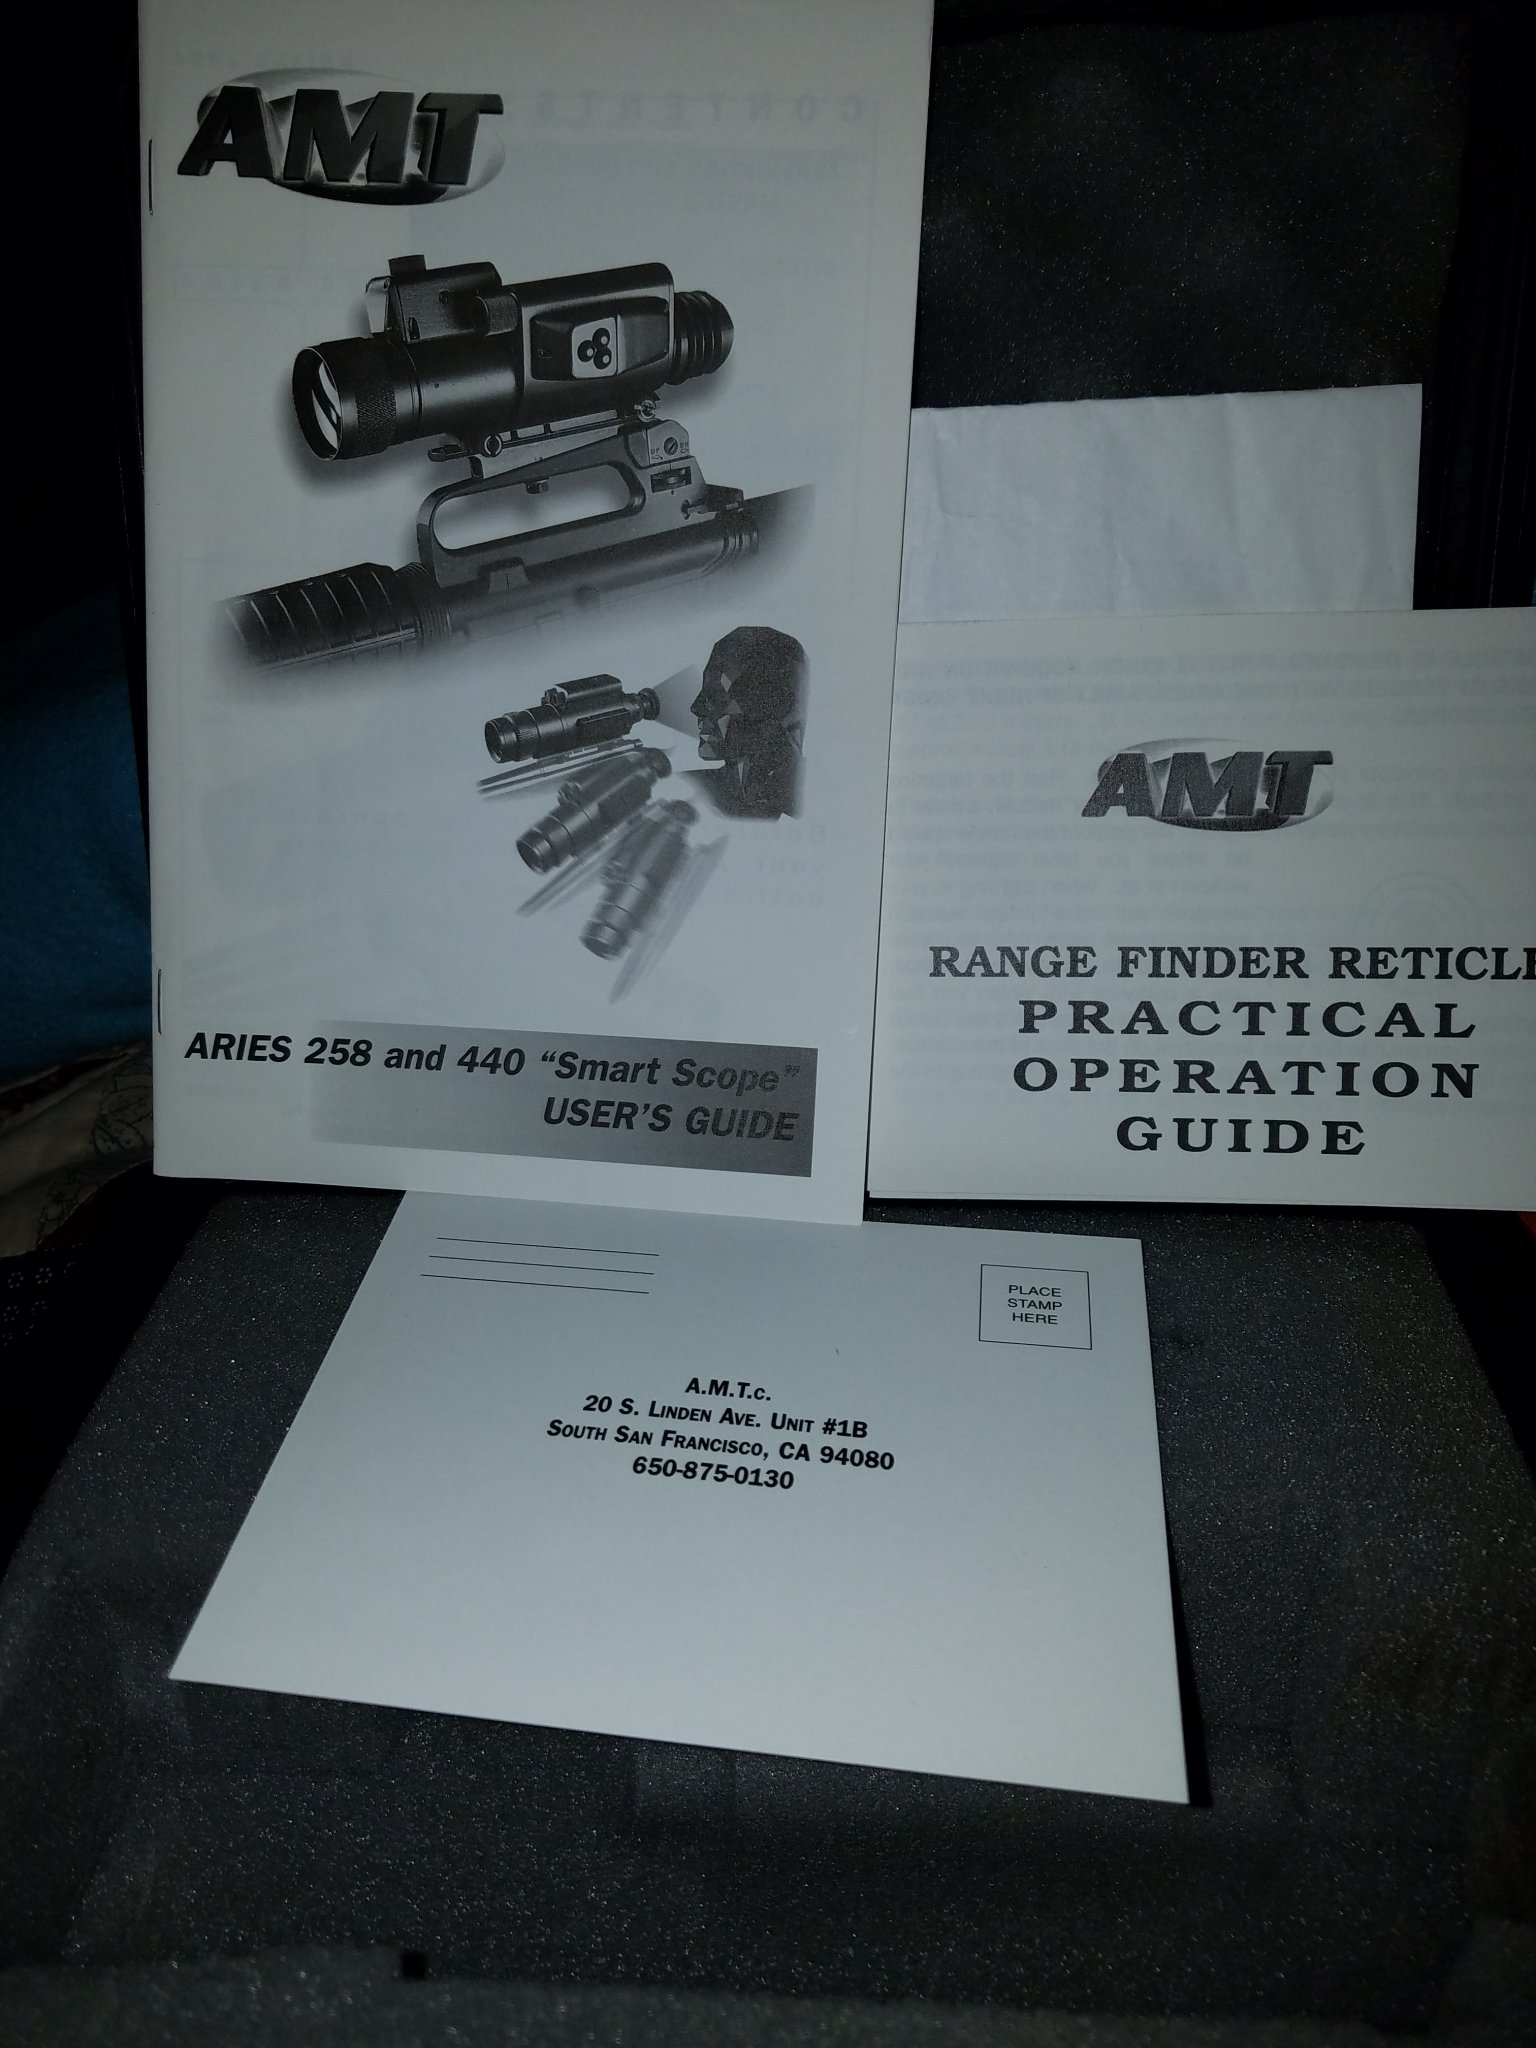 AMT
ARIES 258 and 440 “Smart Scope”
USER’S GUIDE
AMT
RANGE FINDER RETICLE
PRACTICAL
OPERATION
GUIDE
PLACE
STAMP
HERE
A.M.T.c.
20 S. LINDEN AVE. UNIT #1B
SOUTH SAN FRANCISCO, CA 94080
650-875-0130